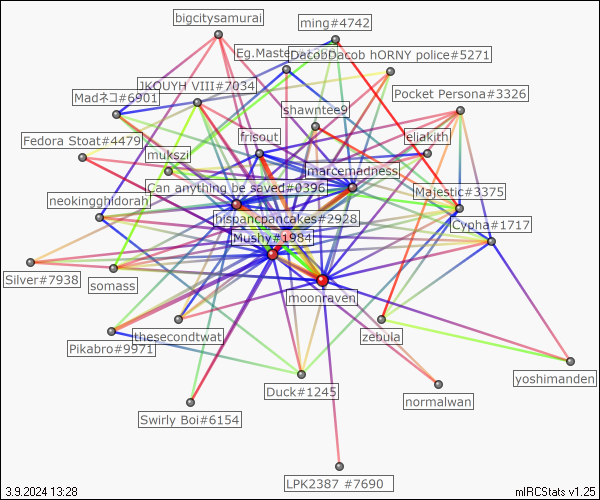 bigcitysamurai
ming#4742
Eg.Maste
DacobDacob hORNY police#5271
JKOUYH VIII#7034
Pocket Persona#3326
Madネコ#6901
shawntee9
Fedora Stoat#4479
frisout
eliakith
mukszi
marcemadness
Can anything be saved#0396
Majestic#3375
neokingghidorah
hispancpancakes#2928
Cypha#1717
Mushy#1984
Silver#7938
somass
moonraven
Pikabro#9971
thesecondtwat
zebula
yoshimanden
Duck#1245
normalwan
Swirly Boi#6154
LPK2387 #7690
3.9.2024 13:28
mIRCStats v1.25